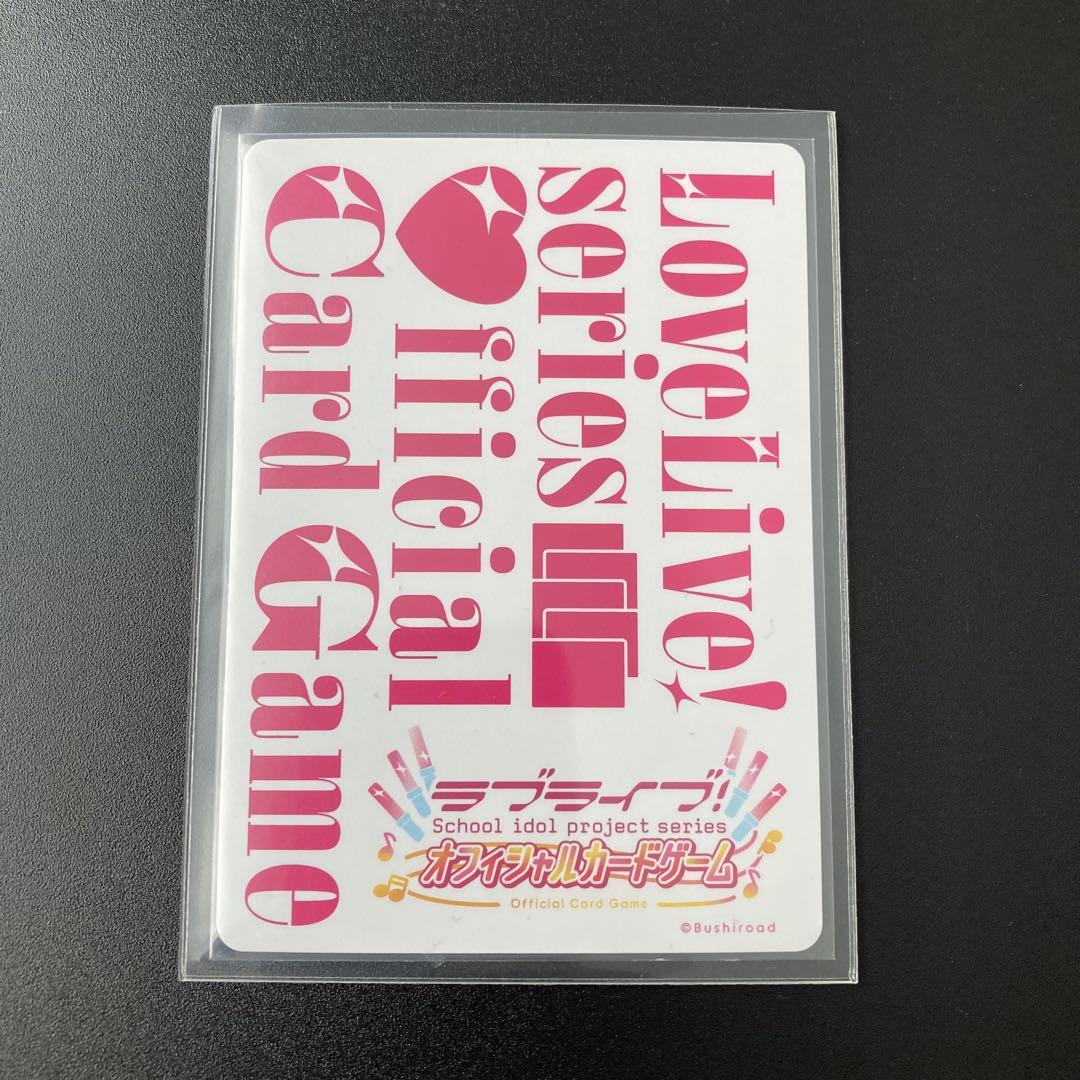 LoveLive!
series
♥fficial
Card Game
ラブライブ!
School idol project series
オフィシャルカードゲーム
Official Card Game
©Bushiroad